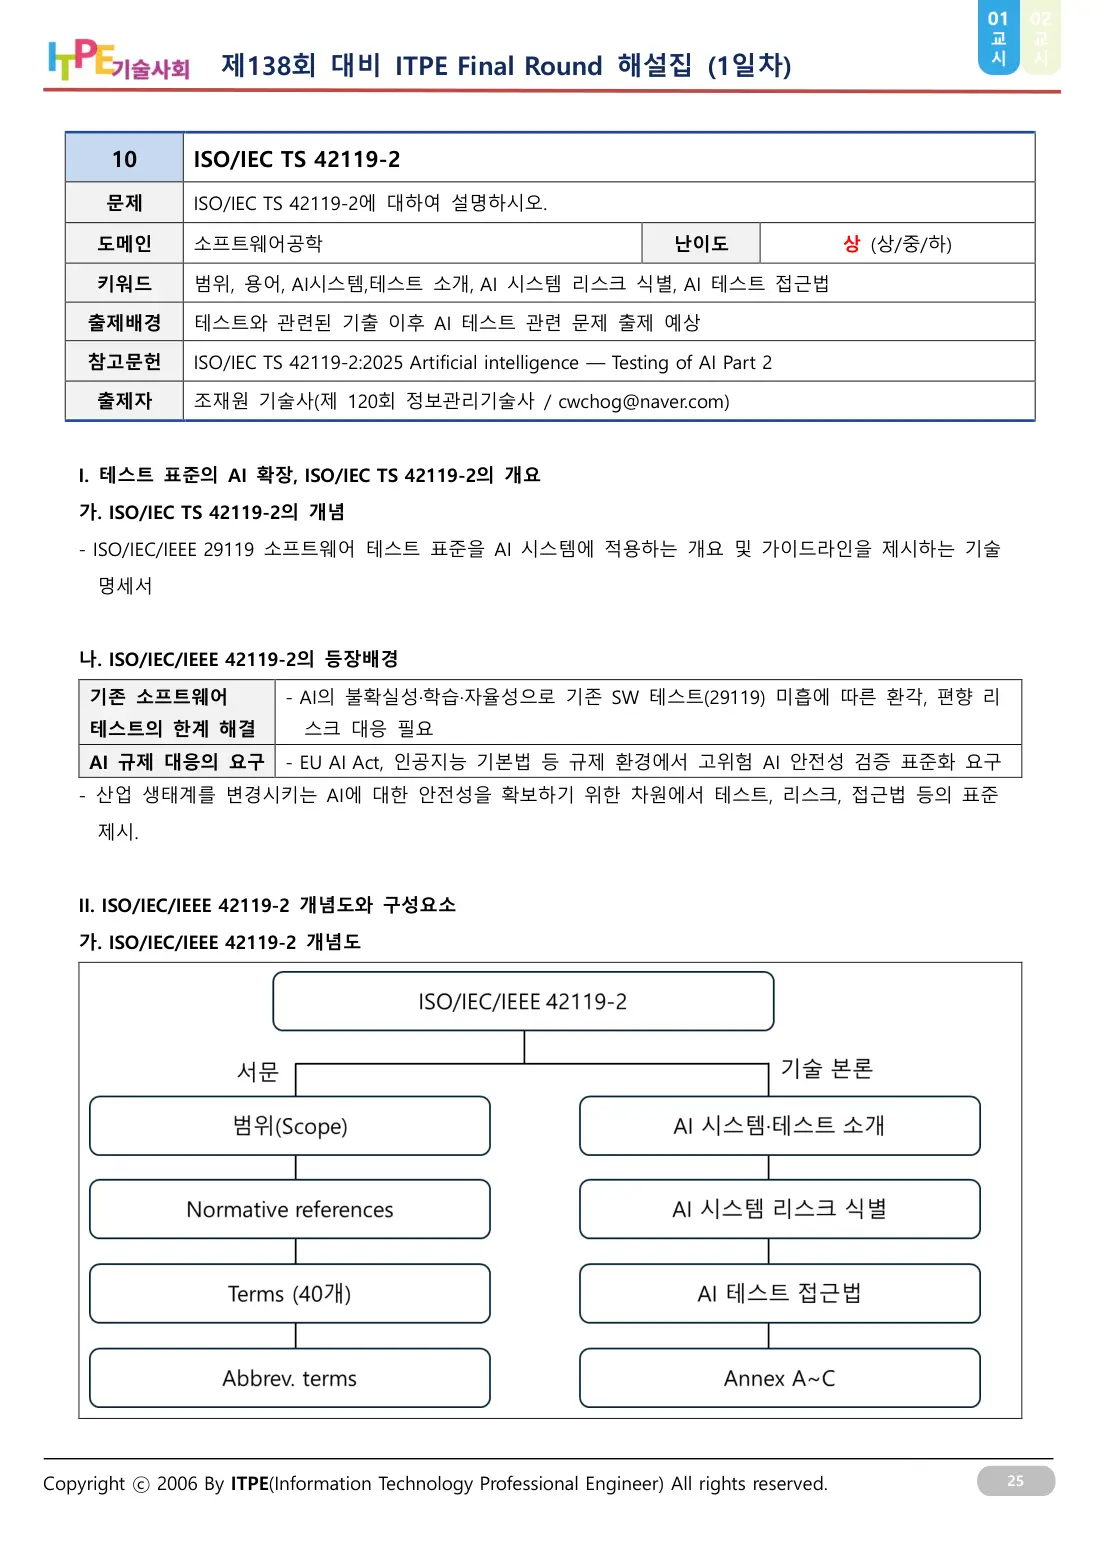 ITPE기술사회 제138회 대비 ITPE Final Round 해설집 (1일차)
01 교시
02 교시
10 ISO/IEC TS 42119-2
문제 ISO/IEC TS 42119-2에 대하여 설명하시오.
도메인 소프트웨어공학 난이도 상 (상/중/하)
키워드 범위, 용어, AI시스템,테스트 소개, AI 시스템 리스크 식별, AI 테스트 접근법
출제배경 테스트와 관련된 기출 이후 AI 테스트 관련 문제 출제 예상
참고문헌 ISO/IEC TS 42119-2:2025 Artificial intelligence — Testing of AI Part 2
출제자 조재원 기술사(제 120회 정보관리기술사 / cwchog@naver.com)
I. 테스트 표준의 AI 확장, ISO/IEC TS 42119-2의 개요
가. ISO/IEC TS 42119-2의 개념
- ISO/IEC/IEEE 29119 소프트웨어 테스트 표준을 AI 시스템에 적용하는 개요 및 가이드라인을 제시하는 기술
명세서
나. ISO/IEC/IEEE 42119-2의 등장배경
기존 소프트웨어
테스트의 한계 해결
- AI의 불확실성·학습·자율성으로 기존 SW 테스트(29119) 미흡에 따른 환각, 편향 리
스크 대응 필요
AI 규제 대응의 요구 - EU AI Act, 인공지능 기본법 등 규제 환경에서 고위험 AI 안전성 검증 표준화 요구
- 산업 생태계를 변경시키는 AI에 대한 안전성을 확보하기 위한 차원에서 테스트, 리스크, 접근법 등의 표준
제시.
II. ISO/IEC/IEEE 42119-2 개념도와 구성요소
가. ISO/IEC/IEEE 42119-2 개념도
ISO/IEC/IEEE 42119-2
서문
범위(Scope)
Normative references
Terms (40개)
Abbrev. terms
기술 본론
AI 시스템·테스트 소개
AI 시스템 리스크 식별
AI 테스트 접근법
Annex A~C
Copyright ⓒ 2006 By ITPE(Information Technology Professional Engineer) All rights reserved.
25